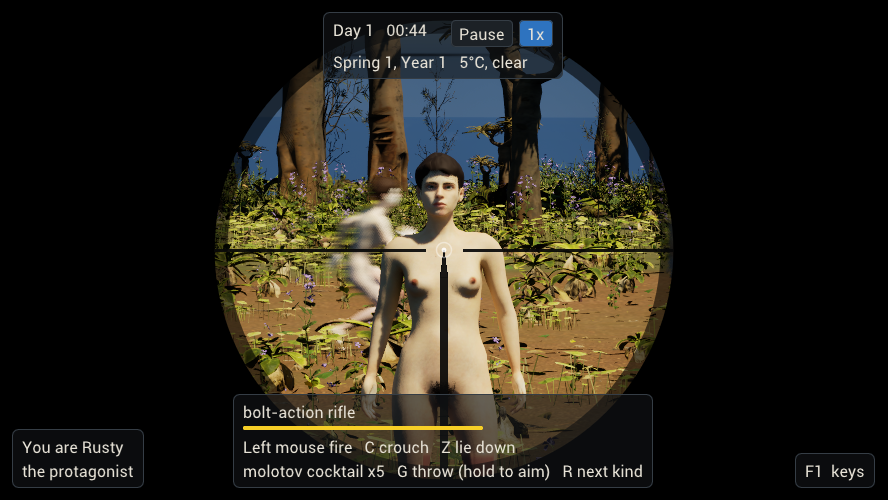 Day 1 00:44 Pause 1x
Spring 1, Year 1 5°C, clear
bolt-action rifle
Left mouse fire C crouch Z lie down
molotov cocktail x5 G throw (hold to aim) R next kind
You are Rusty
the protagonist
F1 keys